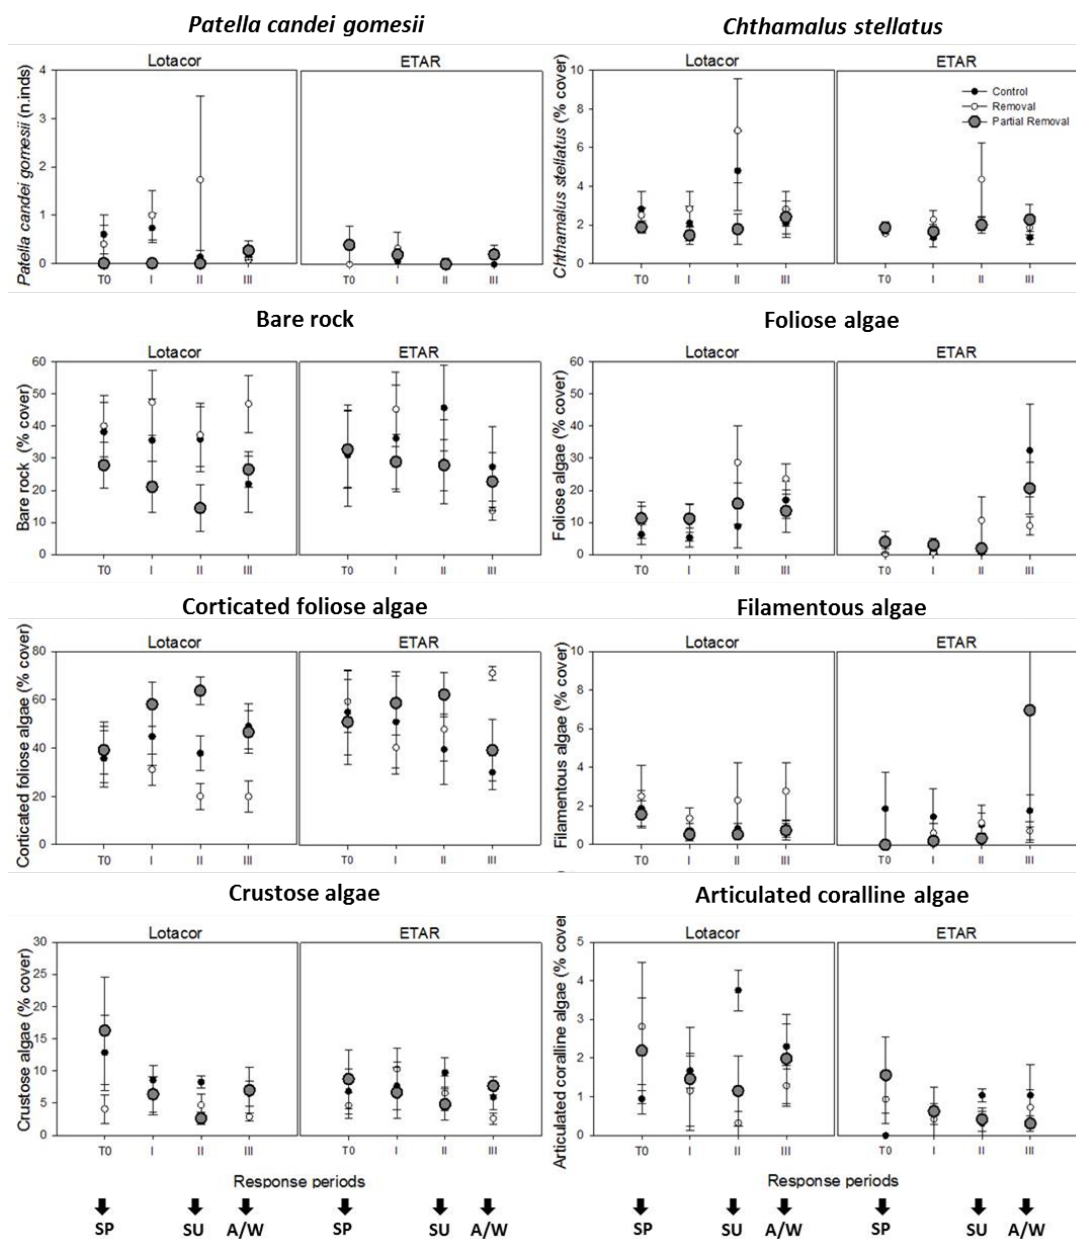 Patella candei gomesii
Chthamalus stellatus
Lotacor
ETAR
Lotacor
ETAR
Patella candei gomesii (n.inds)
4
3
2
1
0
T0 I II III
T0 I II III
Chthamalus stellatus (% cover)
10
8
6
4
2
0
Control
Removal
Partial Removal
T0 I II III
T0 I II III
Bare rock
Foliose algae
Lotacor
ETAR
Lotacor
ETAR
Bare rock (% cover)
60
50
40
30
20
10
0
T0 I II III
T0 I II III
Foliose algae (% cover)
60
50
40
30
20
10
0
T0 I II III
T0 I II III
Corticated foliose algae
Filamentous algae
Lotacor
ETAR
Lotacor
ETAR
Corticated foliose algae (% cover)
80
60
40
20
0
T0 I II III
T0 I II III
Filamentous algae (% cover)
10
8
6
4
2
0
T0 I II III
T0 I II III
Crustose algae
Articulated coralline algae
Lotacor
ETAR
Lotacor
ETAR
Crustose algae (% cover)
30
25
20
15
10
5
0
T0 I II III
T0 I II III
Articulated coralline algae (% cover)
5
4
3
2
1
0
T0 I II III
T0 I II III
Response periods
Response periods
SP SU A/W SP SU A/W
SP SU A/W SP SU A/W